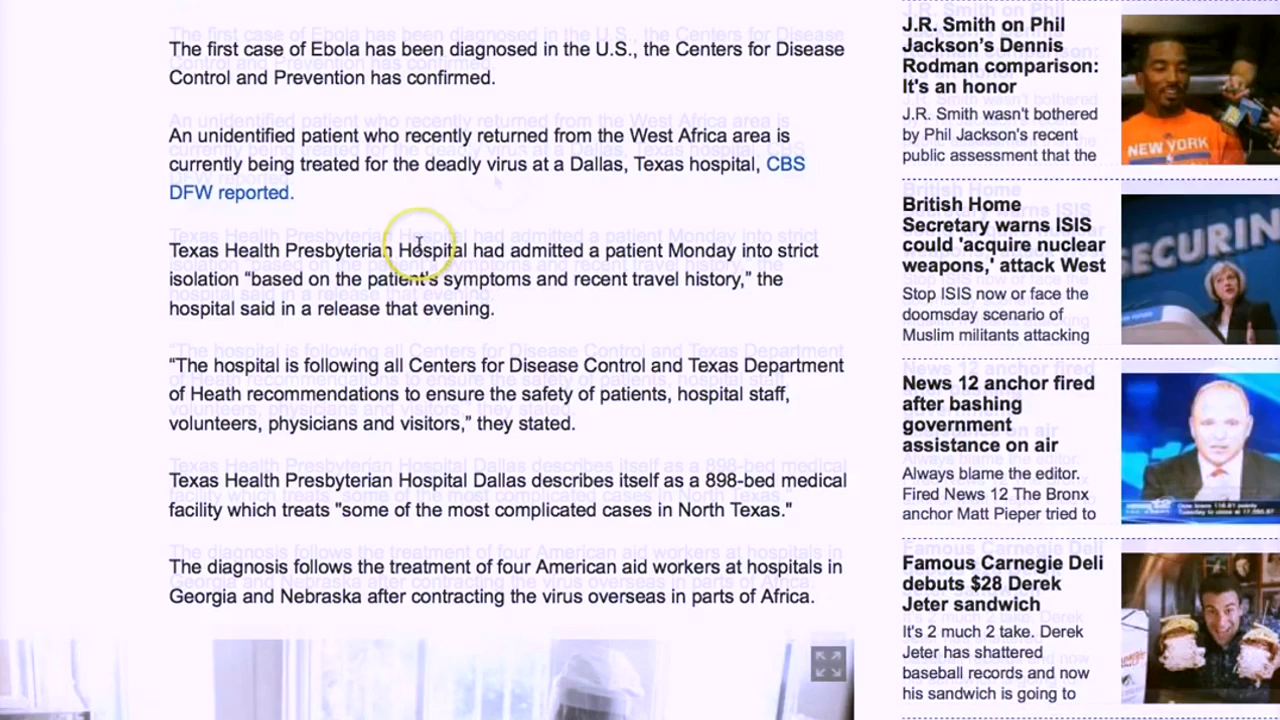 The first case of Ebola has been diagnosed in the U.S., the Centers for Disease
Control and Prevention has confirmed.
An unidentified patient who recently returned from the West Africa area is
currently being treated for the deadly virus at a Dallas, Texas hospital, CBS
DFW reported.
Texas Health Presbyterian Hospital had admitted a patient Monday into strict
isolation “based on the patient's symptoms and recent travel history,” the
hospital said in a release that evening.
“The hospital is following all Centers for Disease Control and Texas Department
of Heath recommendations to ensure the safety of patients, hospital staff,
volunteers, physicians and visitors,” they stated.
Texas Health Presbyterian Hospital Dallas describes itself as a 898-bed medical
facility which treats "some of the most complicated cases in North Texas."
The diagnosis follows the treatment of four American aid workers at hospitals in
Georgia and Nebraska after contracting the virus overseas in parts of Africa.
J.R. Smith on Phil
Jackson's Dennis
Rodman comparison:
It's an honor
J.R. Smith wasn't bothered
by Phil Jackson's recent
public assessment that the
NEW YORK
British Home
Secretary warns ISIS
could 'acquire nuclear
weapons,' attack West
Stop ISIS now or face the
doomsday scenario of
Muslim militants attacking
SECURIN
News 12 anchor fired
after bashing
government
assistance on air
Always blame the editor.
Fired News 12 The Bronx
anchor Matt Pieper tried to
Famous Carnegie Deli
debuts $28 Derek
Jeter sandwich
It's 2 much 2 take. Derek
Jeter has shattered
baseball records and now
his sandwich is going to